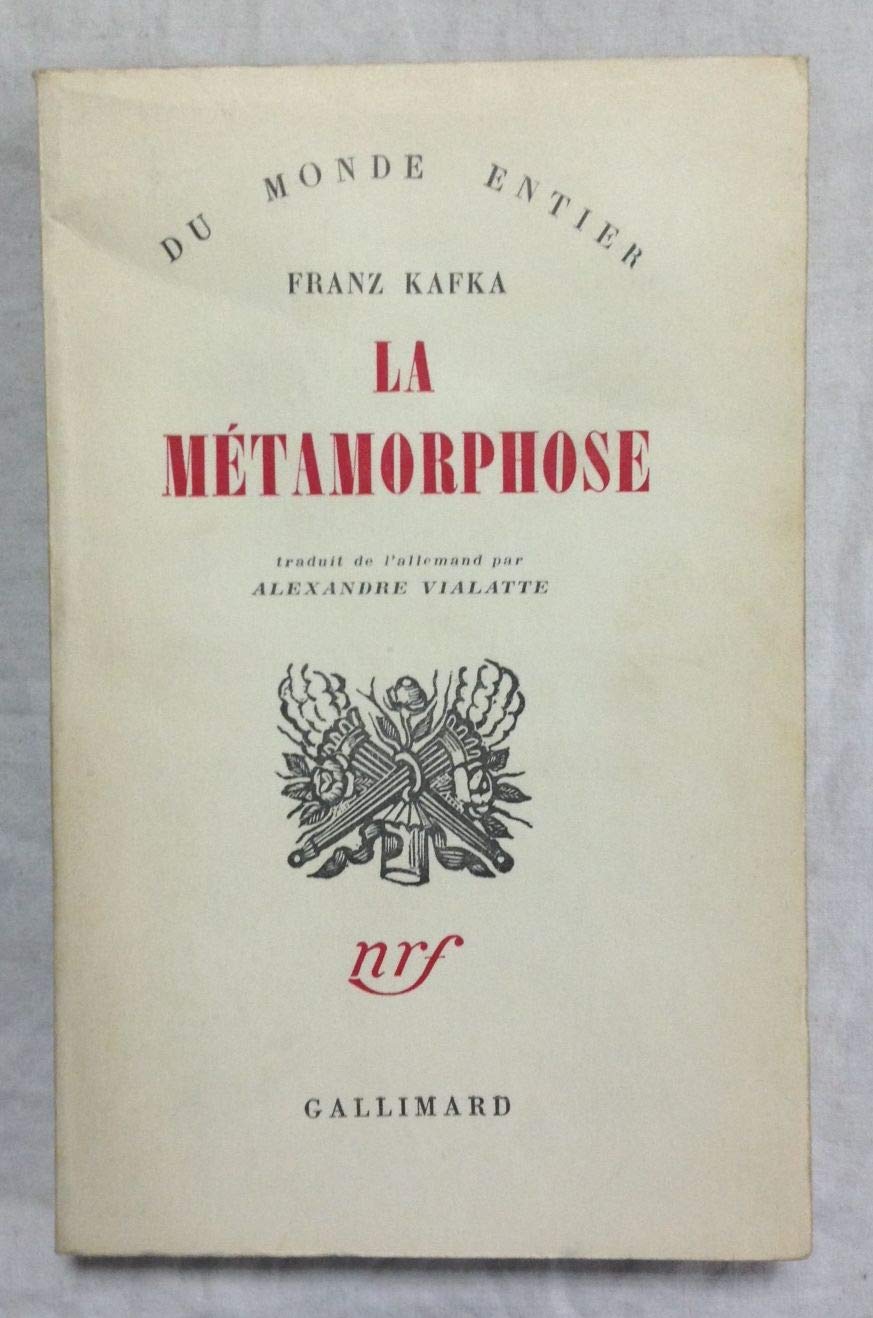 DU MONDE ENTIER
FRANZ KAFKA
LA
MÉTAMORPHOSE
traduit de l'allemand par
ALEXANDRE VIALATTE
nrf
GALLIMARD